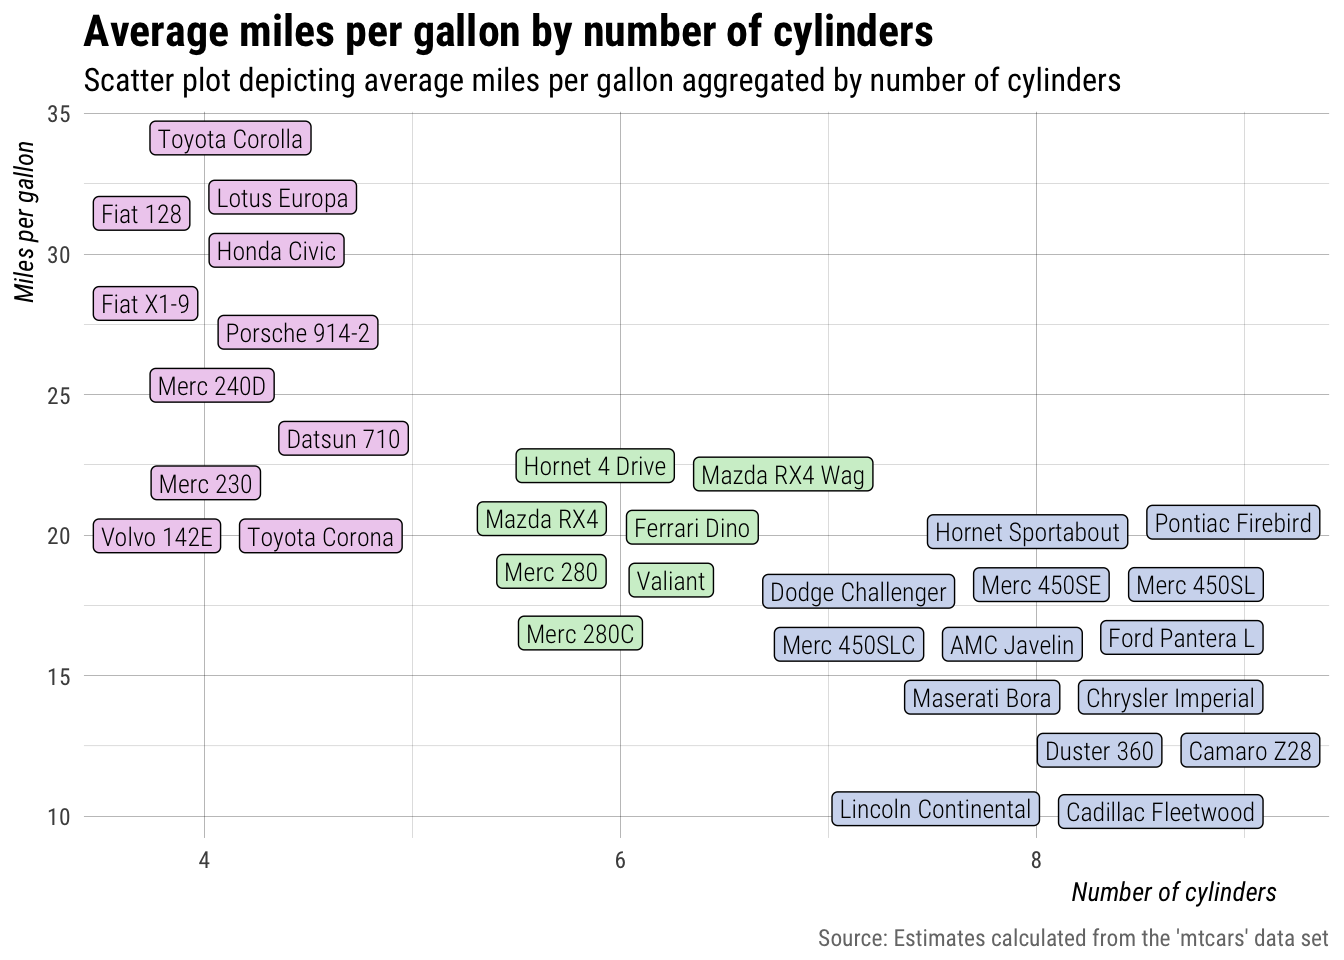 Average miles per gallon by number of cylinders
Scatter plot depicting average miles per gallon aggregated by number of cylinders
Miles per gallon
35
30
25
20
15
10
Toyota Corolla
Lotus Europa
Fiat 128
Honda Civic
Fiat X1-9
Porsche 914-2
Merc 240D
Datsun 710
Merc 230
Volvo 142E
Toyota Corona
Hornet 4 Drive
Mazda RX4 Wag
Mazda RX4
Ferrari Dino
Merc 280
Valiant
Merc 280C
Hornet Sportabout
Pontiac Firebird
Dodge Challenger
Merc 450SE
Merc 450SL
Merc 450SLC
AMC Javelin
Ford Pantera L
Maserati Bora
Chrysler Imperial
Duster 360
Camaro Z28
Lincoln Continental
Cadillac Fleetwood
4
6
8
Number of cylinders
Source: Estimates calculated from the 'mtcars' data set